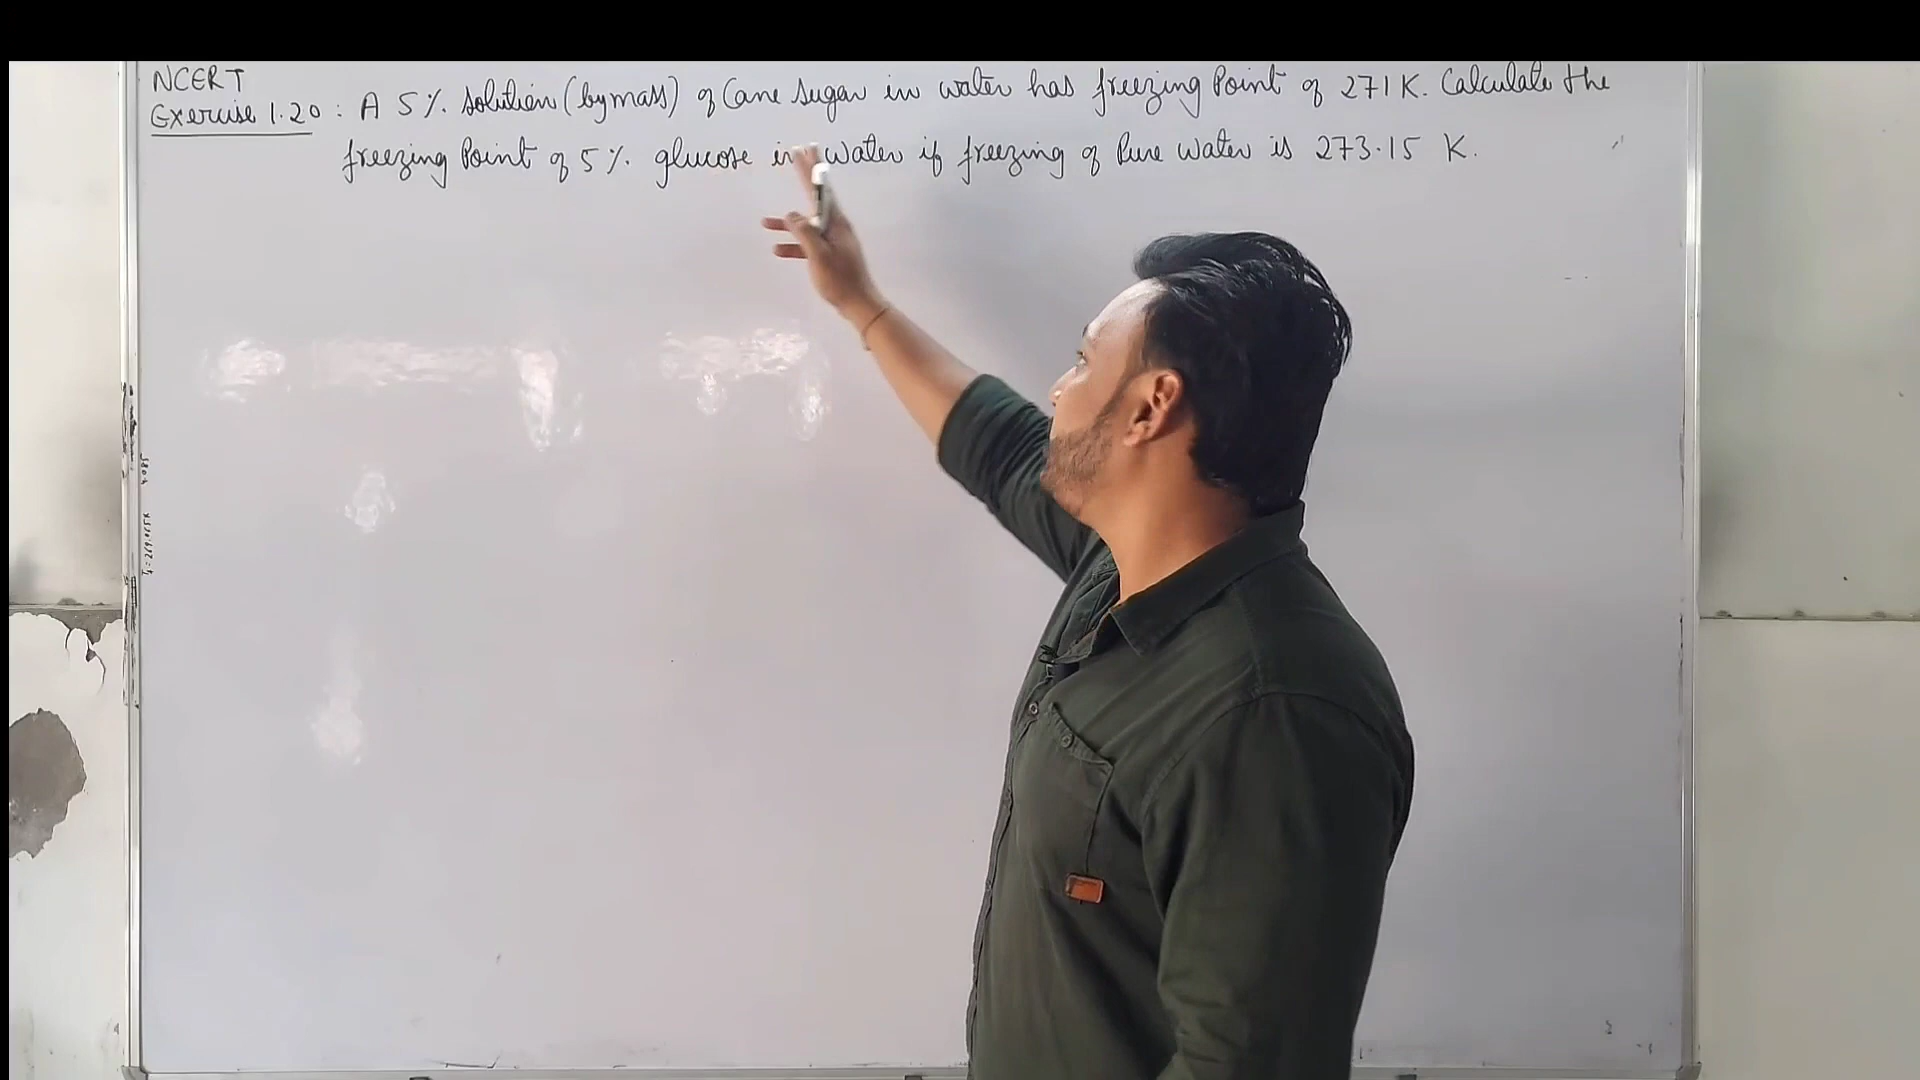 NCERT
Exercise 1.20 : A 5%. solution (by mass) of Cane sugar in water has freezing Point of 271 K. Calculate the
freezing Point of 5%. glucose in water if freezing of Pure water is 273.15 K.